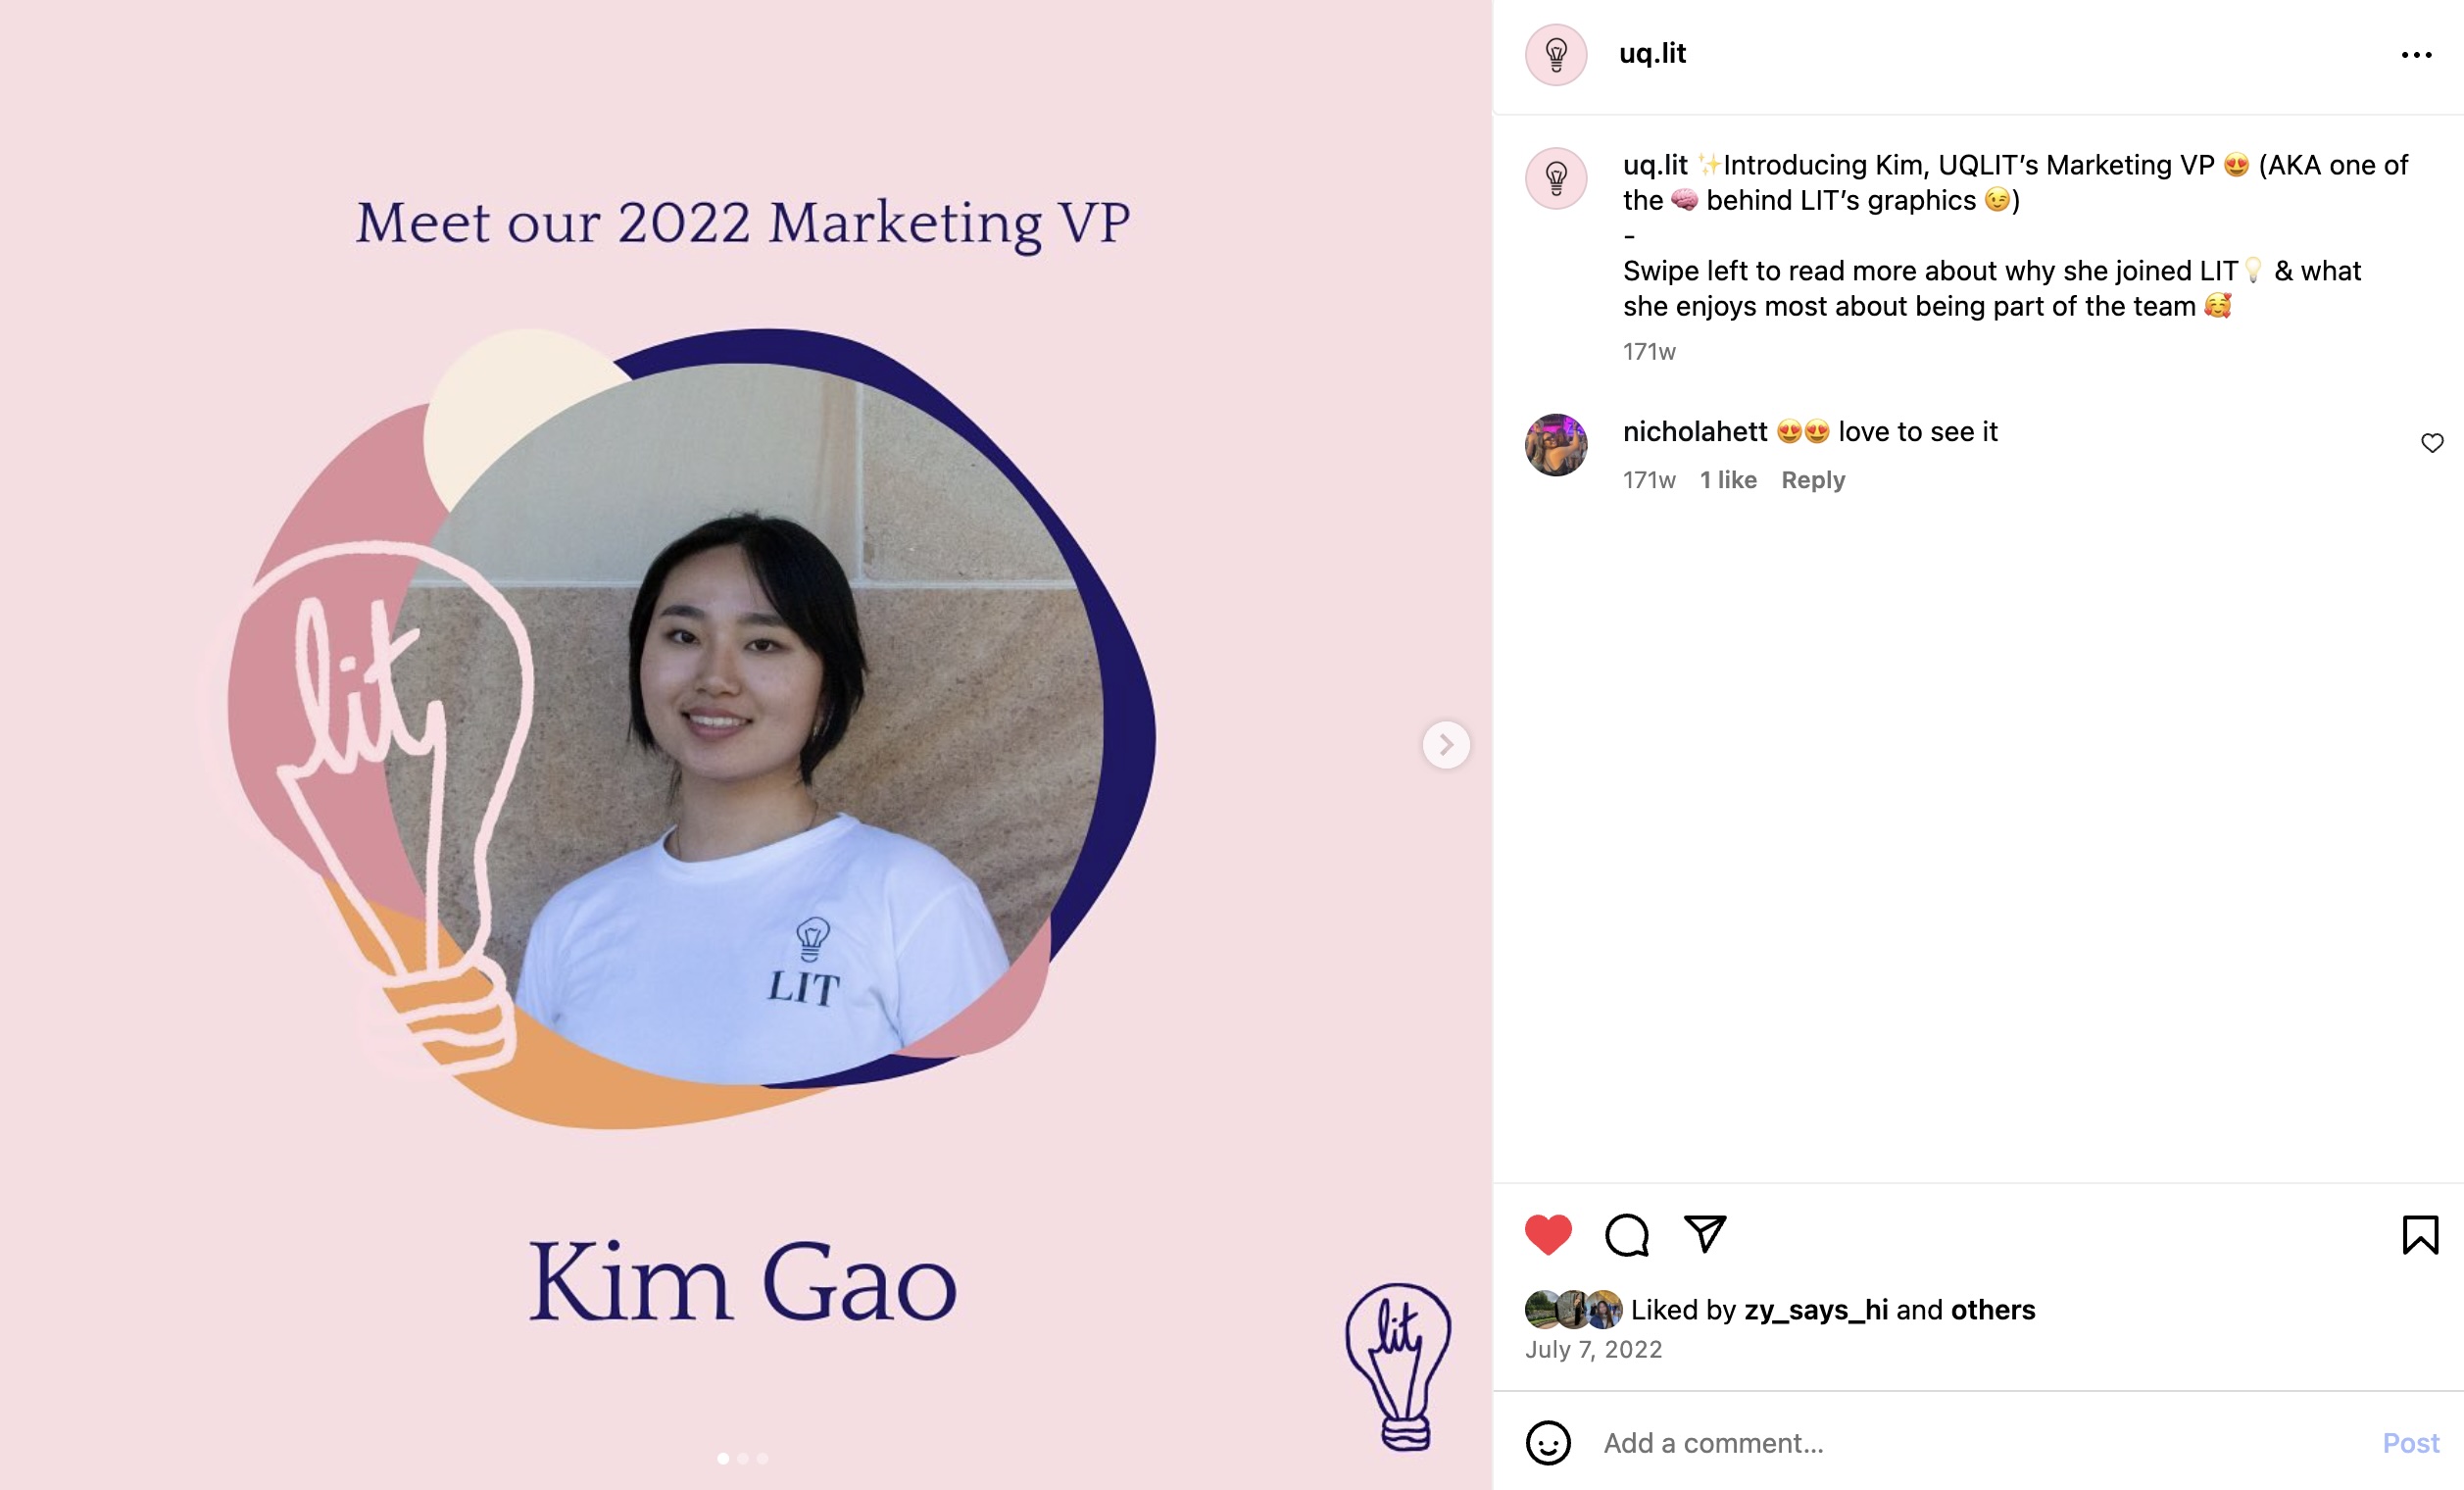 Meet our 2022 Marketing VP
lit
LIT
Kim Gao
lit
uq.lit
uq.lit ✨Introducing Kim, UQLIT’s Marketing VP 😍 (AKA one of
the 🧠 behind LIT’s graphics 😉)
-
Swipe left to read more about why she joined LIT💡 & what
she enjoys most about being part of the team 🥰
171w
nicholahett 😍😍 love to see it
171w 1 like Reply
Liked by zy_says_hi and others
July 7, 2022
Add a comment...
Post